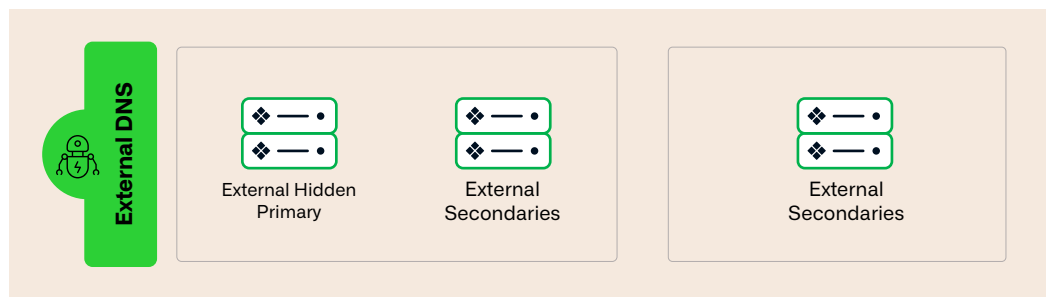 External DNS
External Hidden
Primary
External
Secondaries
External
Secondaries